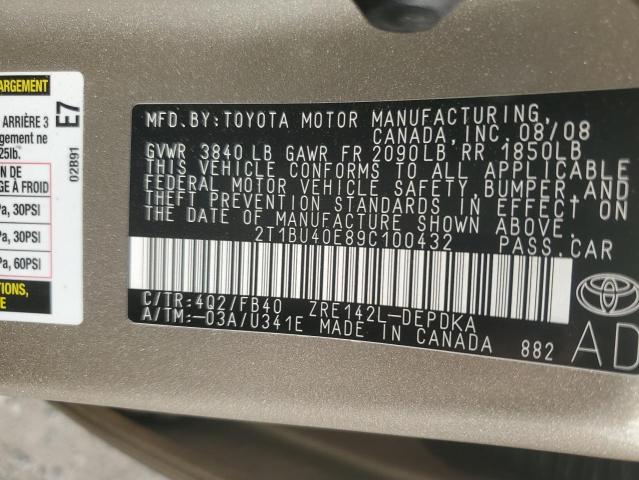 ARGEMENT
ARRIÈRE 3
gement ne
25lb.
ON DE
GE À FROID
Pa, 30PSI
Pa, 30PSI
Pa, 60PSI
E7
02B91
MFD.BY:TOYOTA MOTOR MANUFACTURING,
CANADA,INC.08/08
GVWR 3840 LB GAWR FR 2090LB RR 1850LB
THIS VEHICLE CONFORMS TO ALL APPLICABLE
FEDERAL MOTOR VEHICLE SAFETY,BUMPER,AND
THEFT PREVENTION STANDARDS IN EFFECT ON
THE DATE OF MANUFACTURE SHOWN ABOVE.
2T1BU40E89C100432 PASS.CAR
C/TR:4Q2/FB40 ZRE142L-DEPDKA
A/TM:-03A/U341E MADE IN CANADA 882
AD